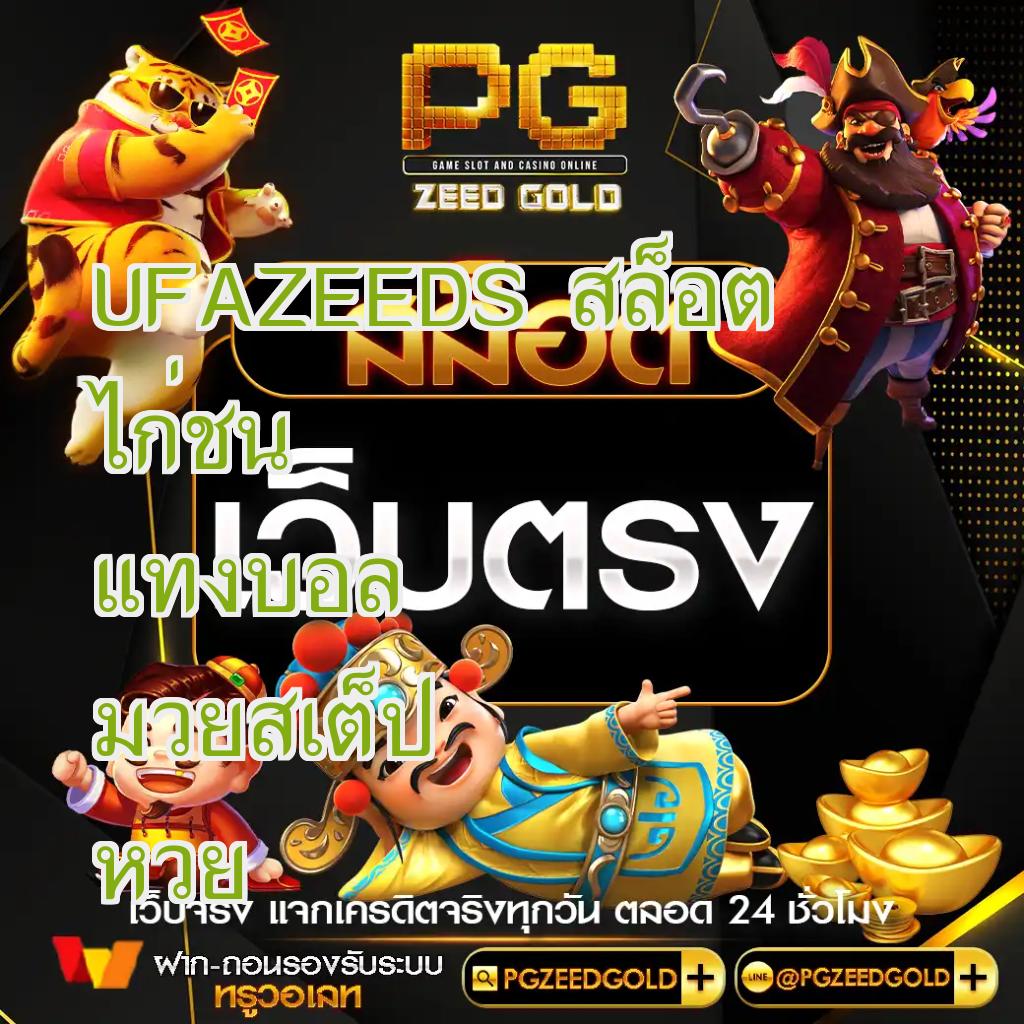 PG
GAME SLOT AND CASINO ONLINE
ZEED GOLD
UFAZEEDS สล็อต
สล็อต
ไก่ชน
เว็บตรง
แทงบอล
มวยสเต็ป
หวย
เว็บจริง แจกเครดิตจริงทุกวัน ตลอด 24 ชั่วโมง
ฝาก-ถอนรองรับระบบ
ทรูวอเลท
PGZEEDGOLD +
LINE @PGZEEDGOLD +